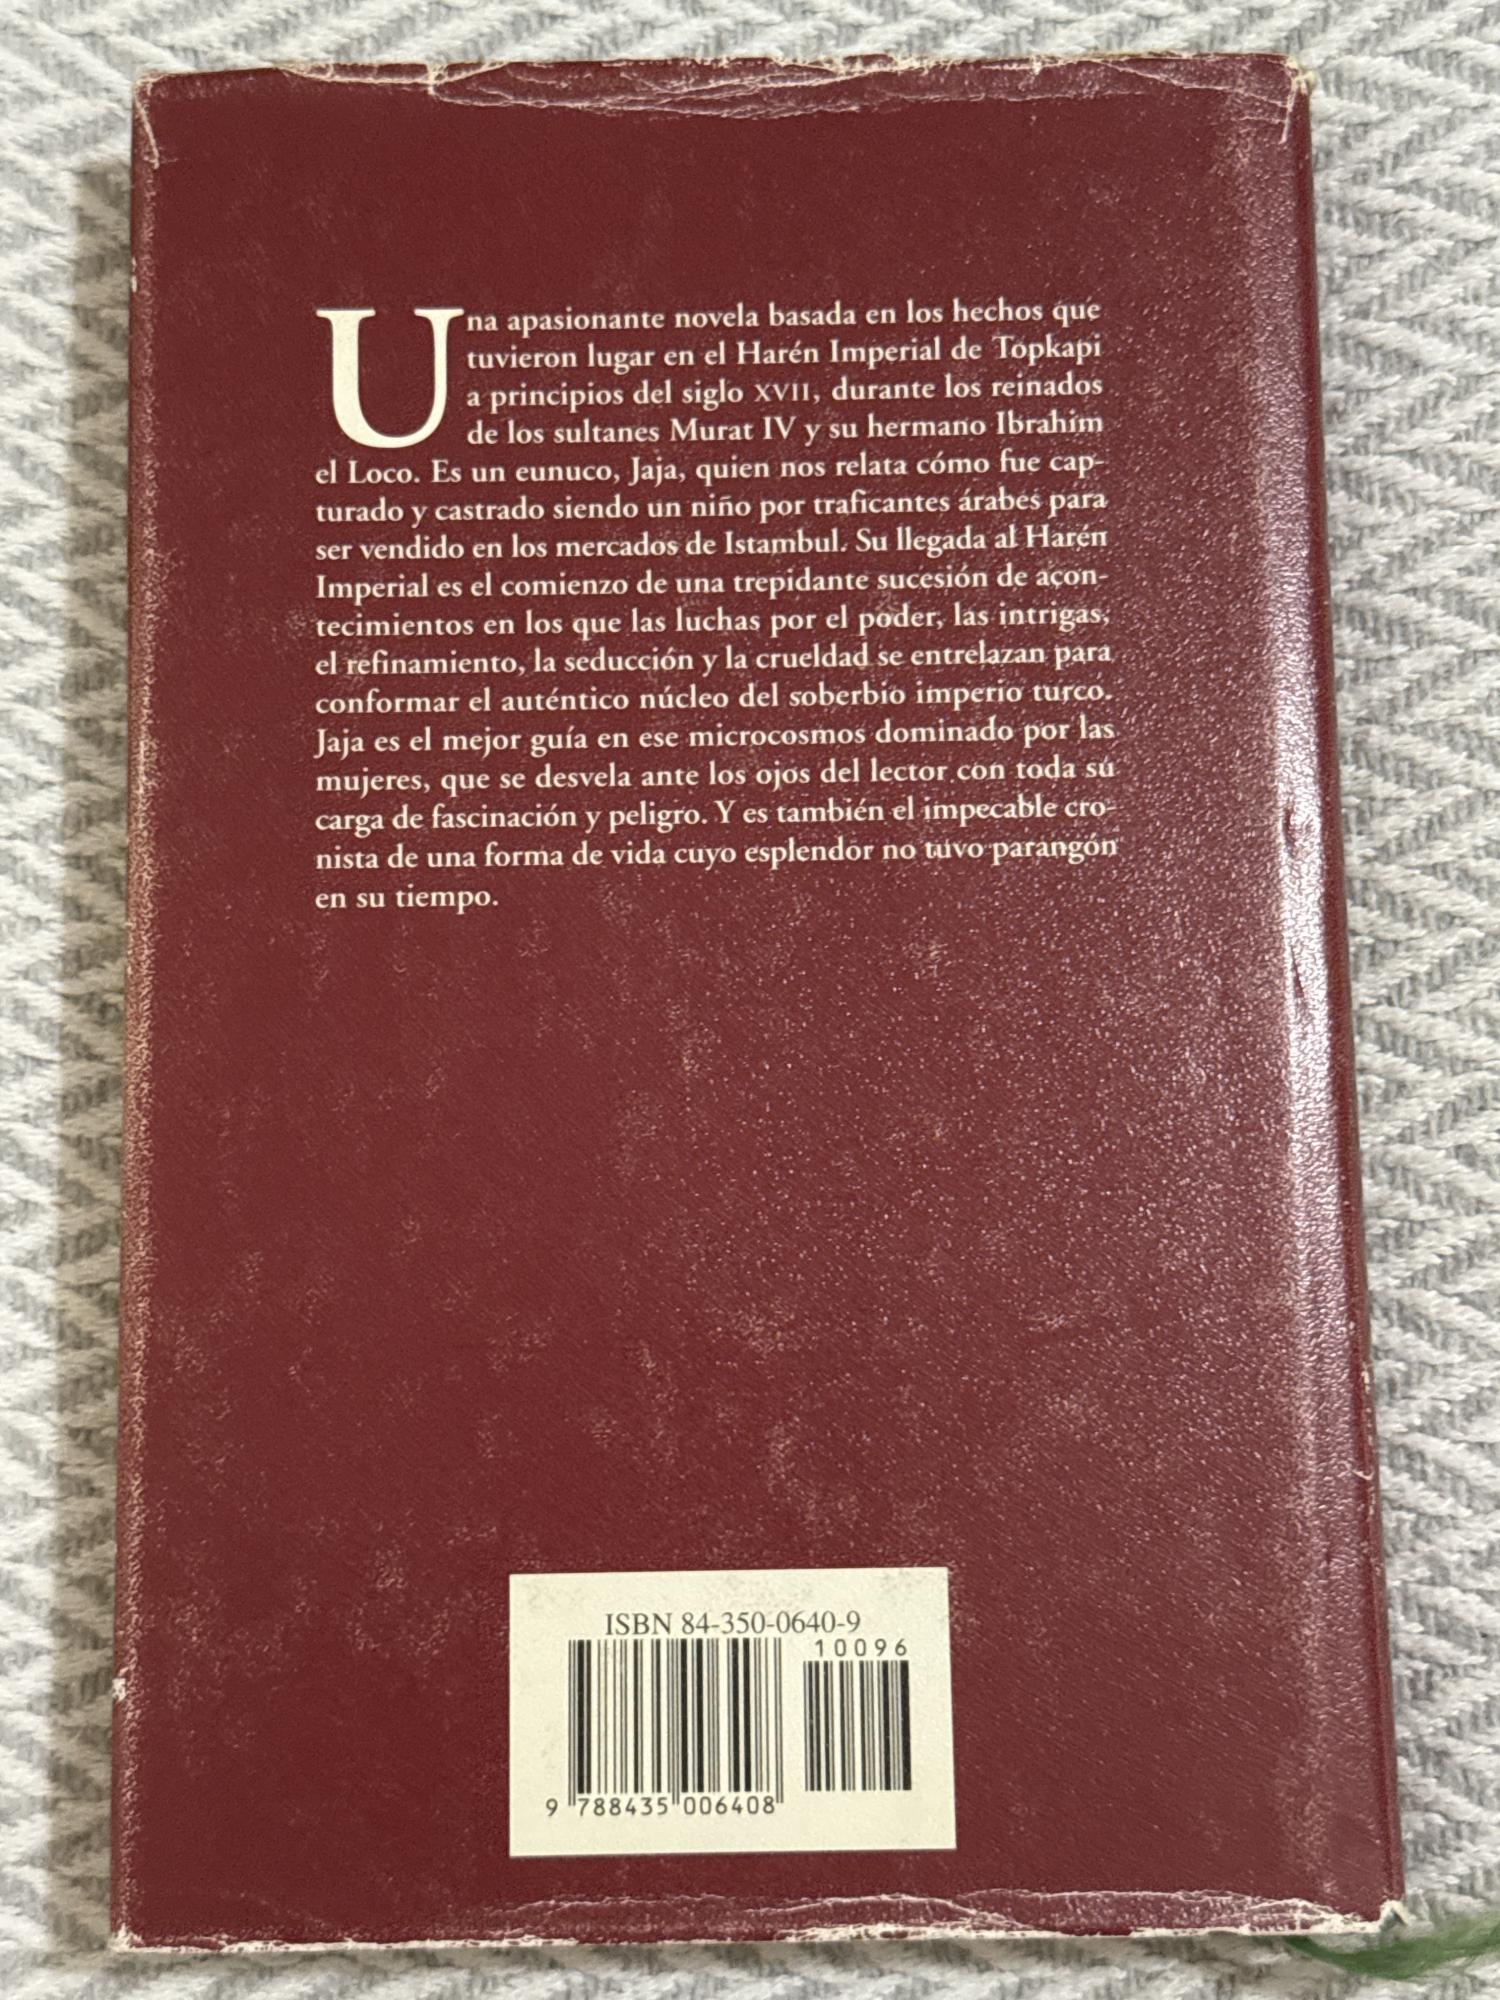 Una apasionante novela basada en los hechos que
tuvieron lugar en el Harén Imperial de Topkapi
a principios del siglo XVII, durante los reinados
de los sultanes Murat IV y su hermano Ibrahim
el Loco. Es un eunuco, Jaja, quien nos relata cómo fue cap-
turado y castrado siendo un niño por traficantes árabes para
ser vendido en los mercados de Istambul. Su llegada al Harén
Imperial es el comienzo de una trepidante sucesión de acon-
tecimientos en los que las luchas por el poder, las intrigas,
el refinamiento, la seducción y la crueldad se entrelazan para
conformar el auténtico núcleo del soberbio imperio turco.
Jaja es el mejor guía en ese microcosmos dominado por las
mujeres, que se desvela ante los ojos del lector con toda su
carga de fascinación y peligro. Y es también el impecable cro-
nista de una forma de vida cuyo esplendor no tuvo parangón
en su tiempo.
ISBN 84-350-0640-9
10096
9 788435 006408